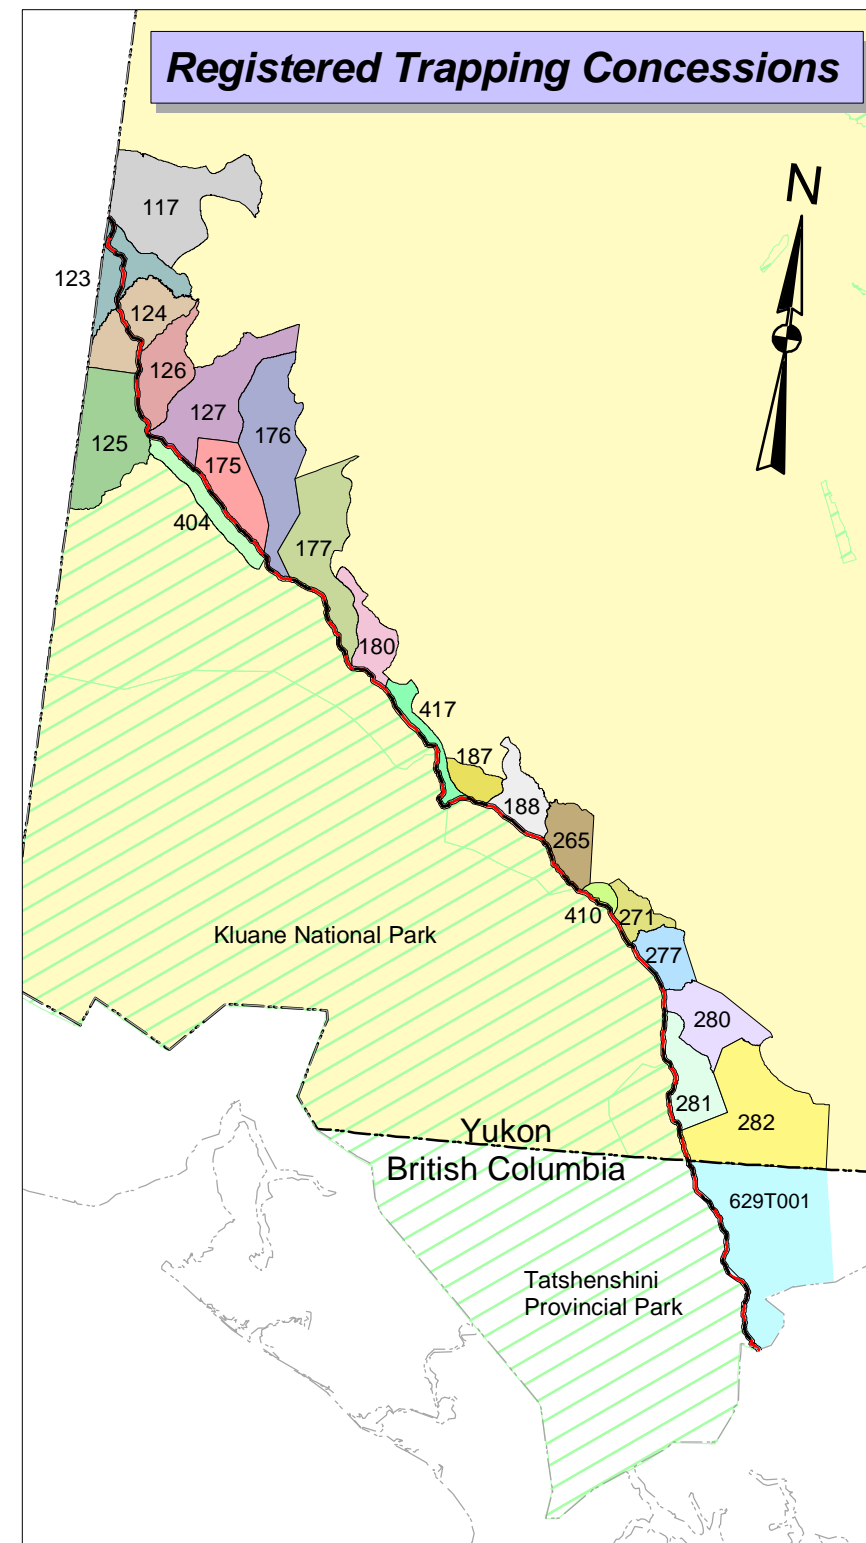 Registered Trapping Concessions
N
117
123
124
126
127
125
176
175
404
177
180
417
187
188
265
410
271
Kluane National Park
277
280
281
282
Yukon
British Columbia
629T001
Tatshenshini
Provincial Park